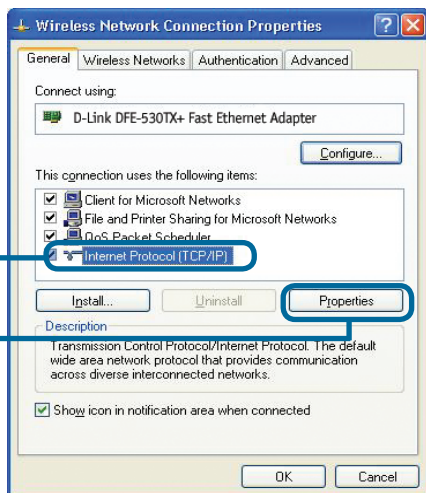 Wireless Network Connection Properties
General Wireless Networks Authentication Advanced
Connect using:
D-Link DFE-530TX+ Fast Ethernet Adapter
Configure...
This connection uses the following items:
Client for Microsoft Networks
File and Printer Sharing for Microsoft Networks
QoS Packet Scheduler
Internet Protocol (TCP/IP)
Install... Uninstall Properties
Description
Transmission Control Protocol/Internet Protocol. The default
wide area network protocol that provides communication
across diverse interconnected networks.
Show icon in notification area when connected
OK Cancel